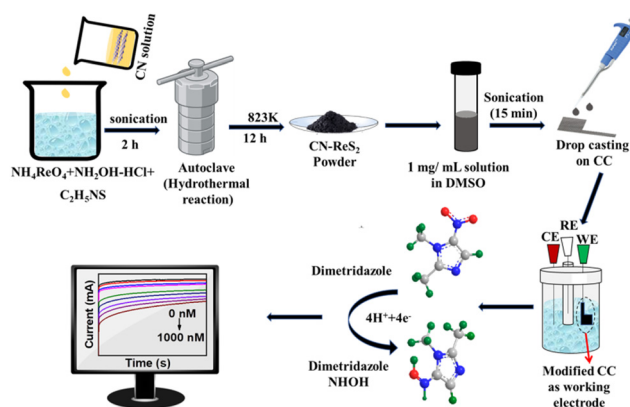 CN solution
sonication
2 h
NH₄ReO₄+NH₂OH-HCl+
C₂H₅NS
Autoclave
(Hydrothermal
reaction)
823K
12 h
CN-ReS₂
Powder
1 mg/ mL solution
in DMSO
Sonication
(15 min)
Drop casting
on CC
CE
RE
WE
Modified CC
as working
electrode
Dimetridazole
4H⁺+4e⁻
Dimetridazole
NHOH
Current (mA)
0 nM
1000 nM
Time (s)